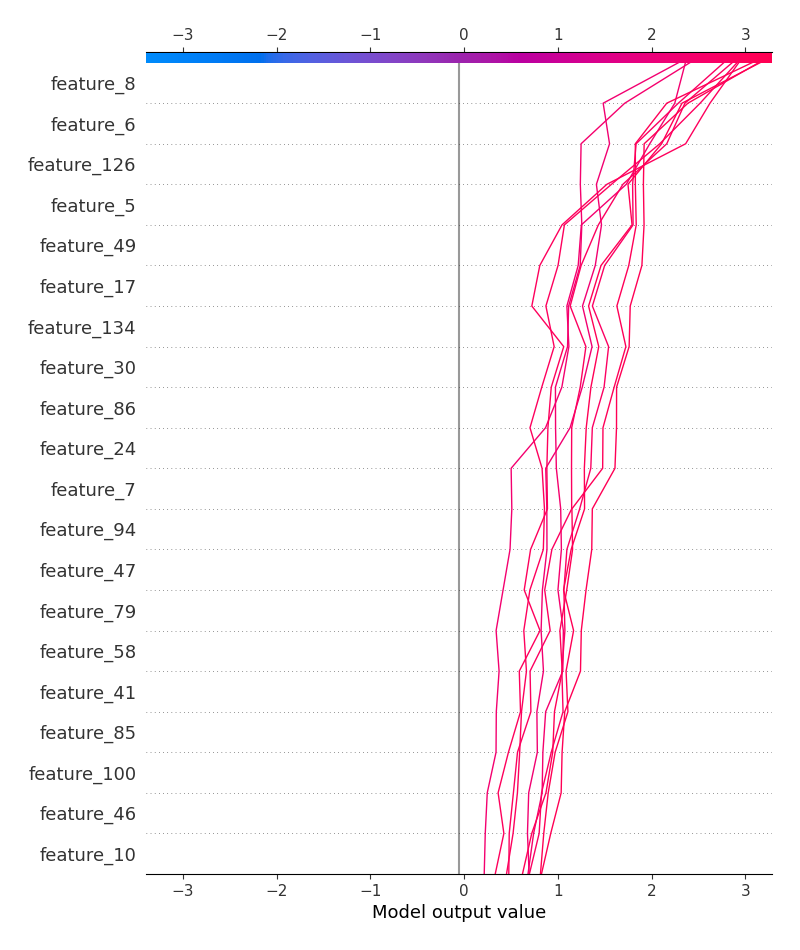 −3 −2 −1 0 1 2 3
feature_8
feature_6
feature_126
feature_5
feature_49
feature_17
feature_134
feature_30
feature_86
feature_24
feature_7
feature_94
feature_47
feature_79
feature_58
feature_41
feature_85
feature_100
feature_46
feature_10
−3 −2 −1 0 1 2 3
Model output value